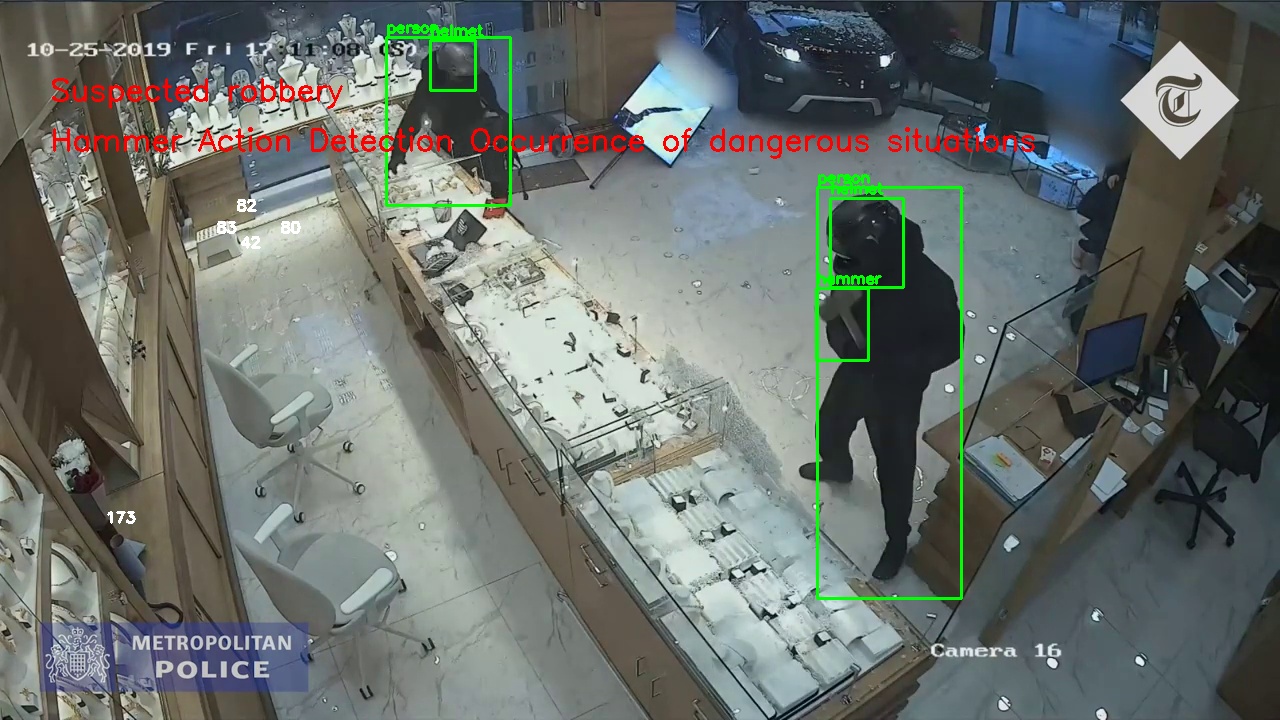 10-25-2019 Fri 17:11:08 (S)
person
helmet
Suspected robbery
Hammer Action Detection Occurrence of dangerous situations
T
person
helmet
hammer
82
83
80
42
173
METROPOLITAN
POLICE
Camera 16